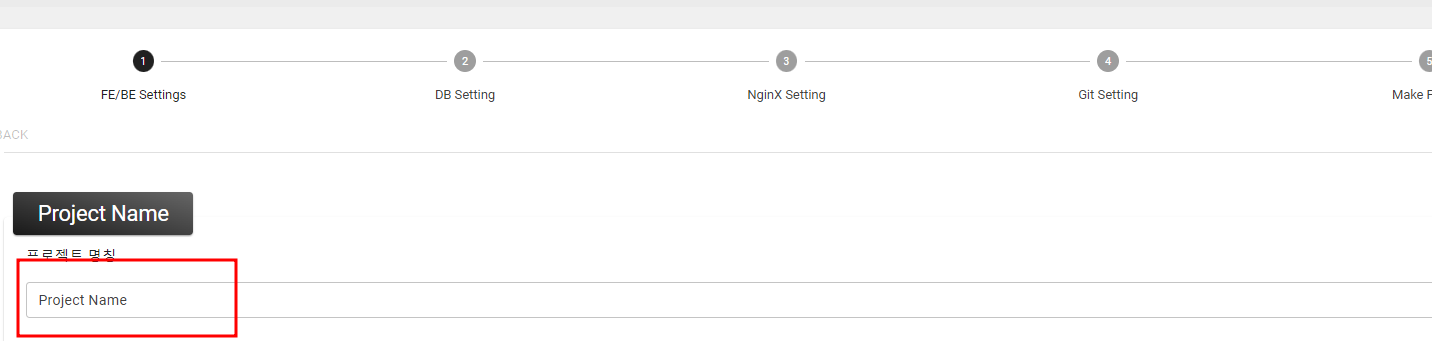 1 2 3 4 5
FE/BE Settings DB Setting NginX Setting Git Setting Make
BACK
Project Name
프로젝트 명칭
Project Name